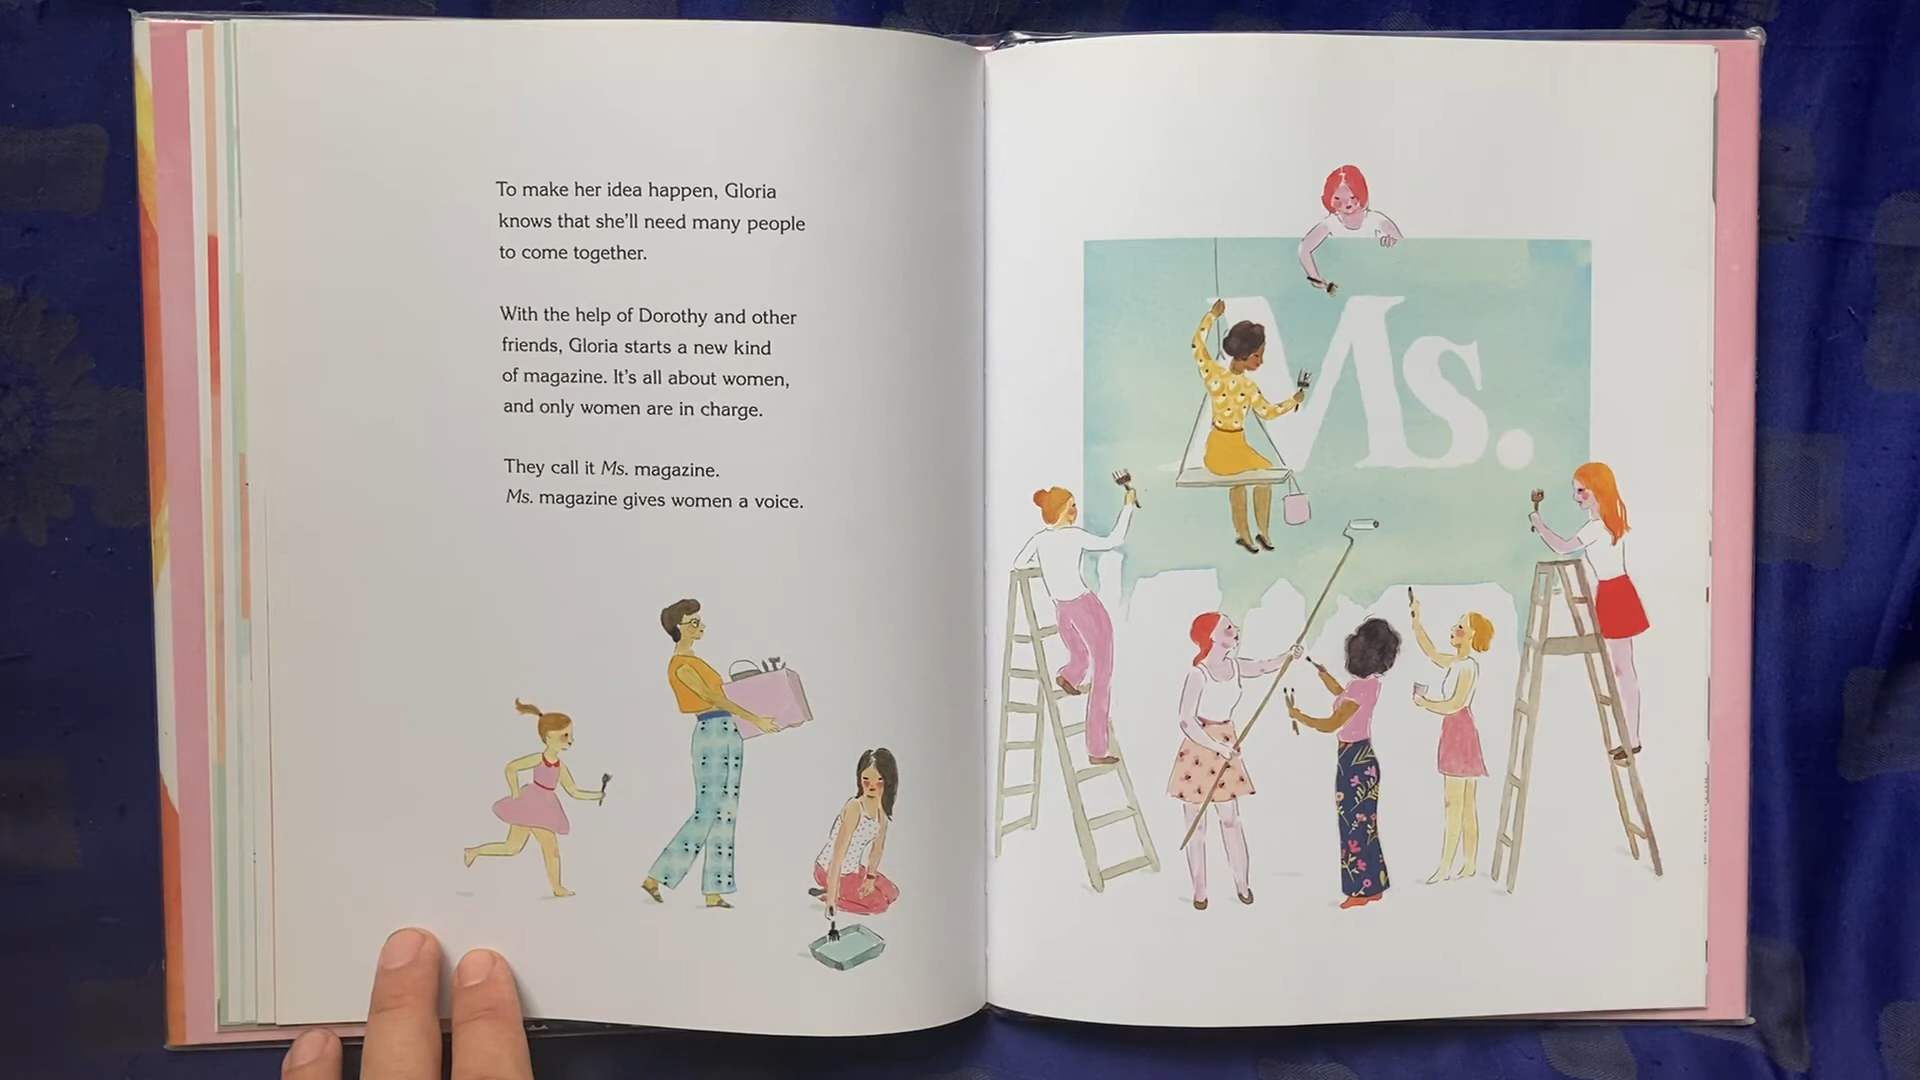 To make her idea happen, Gloria
knows that she'll need many people
to come together.
With the help of Dorothy and other
friends, Gloria starts a new kind
of magazine. It's all about women,
and only women are in charge.
They call it Ms. magazine.
Ms. magazine gives women a voice.
Ms.